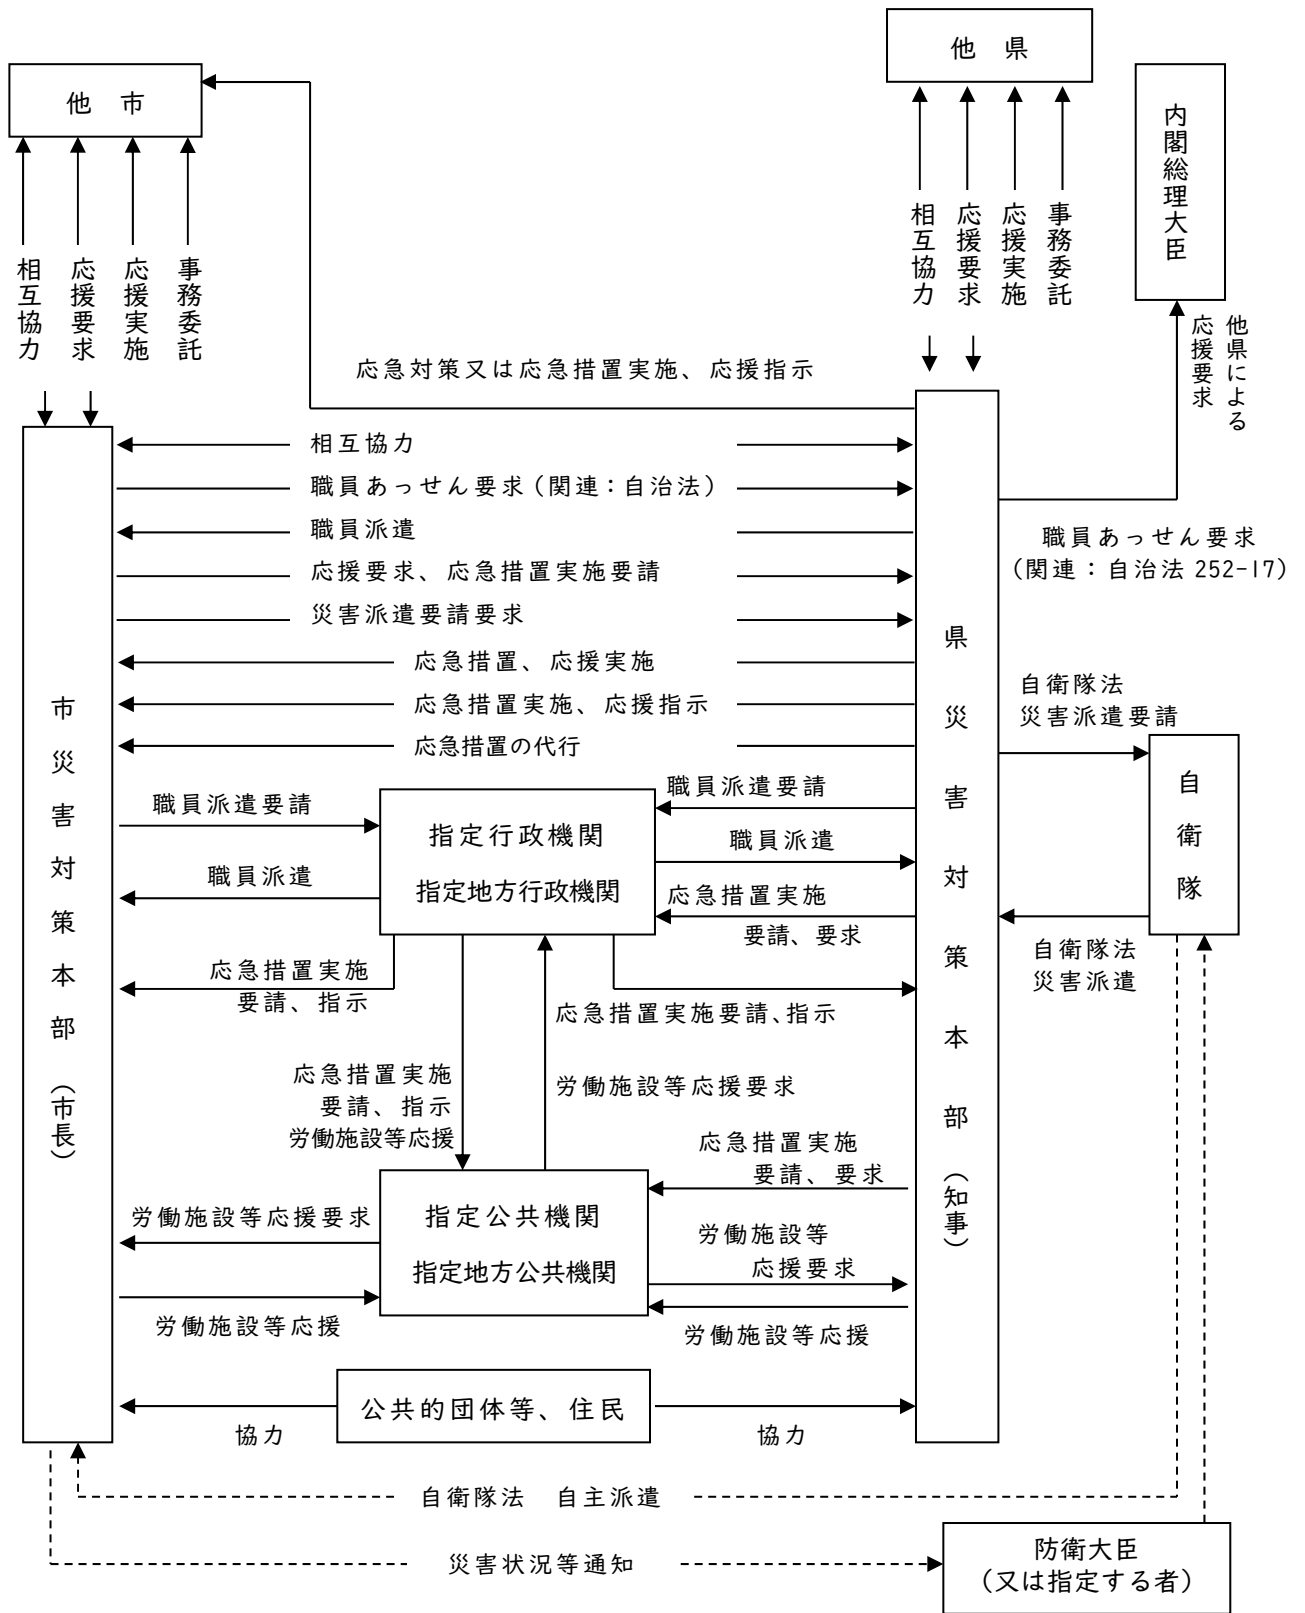 他県
他市
内閣総理大臣
相互協力
応援要求
応援実施
事務委託
相互協力
応援要求
応援実施
事務委託
他県による
応援要求
応急対策又は応急措置実施、応援指示
相互協力
職員あっせん要求（関連：自治法）
職員派遣
応援要求、応急措置実施要請
災害派遣要請要求
応急措置、応援実施
応急措置実施、応援指示
応急措置の代行
職員あっせん要求
（関連：自治法 252-17）
市災害対策本部（市長）
県災害対策本部（知事）
自衛隊法
災害派遣要請
自衛隊
自衛隊法
災害派遣
職員派遣要請
職員派遣
指定行政機関
指定地方行政機関
職員派遣要請
職員派遣
応急措置実施
要請、要求
応急措置実施
要請、指示
応急措置実施要請、指示
応急措置実施
要請、指示
労働施設等応援
労働施設等応援要求
応急措置実施
要請、要求
労働施設等応援要求
指定公共機関
指定地方公共機関
労働施設等
応援要求
労働施設等応援
労働施設等応援
公共的団体等、住民
協力
協力
自衛隊法　自主派遣
災害状況等通知
防衛大臣
（又は指定する者）